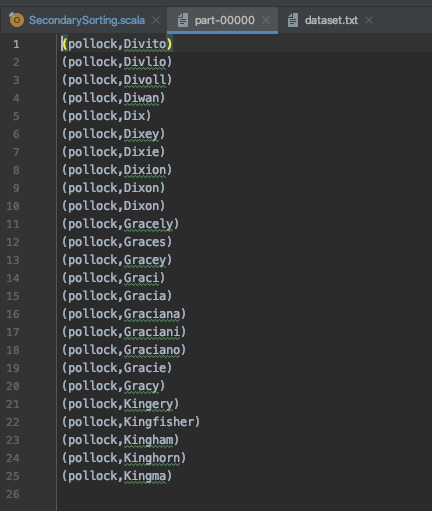 SecondarySorting.scala part-00000 dataset.txt
1 (pollock,Divito)
2 (pollock,Divlio)
3 (pollock,Divoll)
4 (pollock,Diwan)
5 (pollock,Dix)
6 (pollock,Dixey)
7 (pollock,Dixie)
8 (pollock,Dixion)
9 (pollock,Dixon)
10 (pollock,Dixon)
11 (pollock,Gracely)
12 (pollock,Graces)
13 (pollock,Gracey)
14 (pollock,Graci)
15 (pollock,Gracia)
16 (pollock,Graciana)
17 (pollock,Graciani)
18 (pollock,Graciano)
19 (pollock,Gracie)
20 (pollock,Gracy)
21 (pollock,Kingery)
22 (pollock,Kingfisher)
23 (pollock,Kingham)
24 (pollock,Kinghorn)
25 (pollock,Kingma)
26